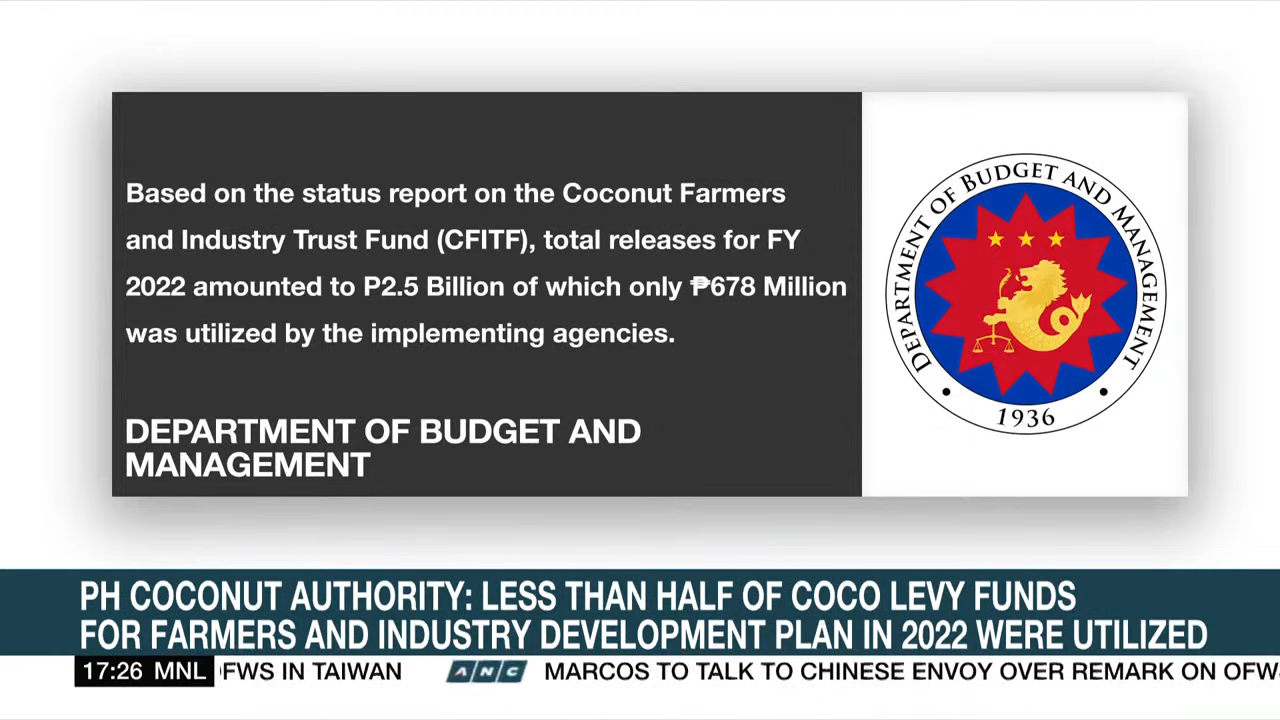 Based on the status report on the Coconut Farmers
and Industry Trust Fund (CFITF), total releases for FY
2022 amounted to P2.5 Billion of which only ₱678 Million
was utilized by the implementing agencies.
DEPARTMENT OF BUDGET AND
MANAGEMENT
DEPARTMENT OF BUDGET AND MANAGEMENT
1936
PH COCONUT AUTHORITY: LESS THAN HALF OF COCO LEVY FUNDS
FOR FARMERS AND INDUSTRY DEVELOPMENT PLAN IN 2022 WERE UTILIZED
17:26 MNL FWS IN TAIWAN ANC MARCOS TO TALK TO CHINESE ENVOY OVER REMARK ON OFW